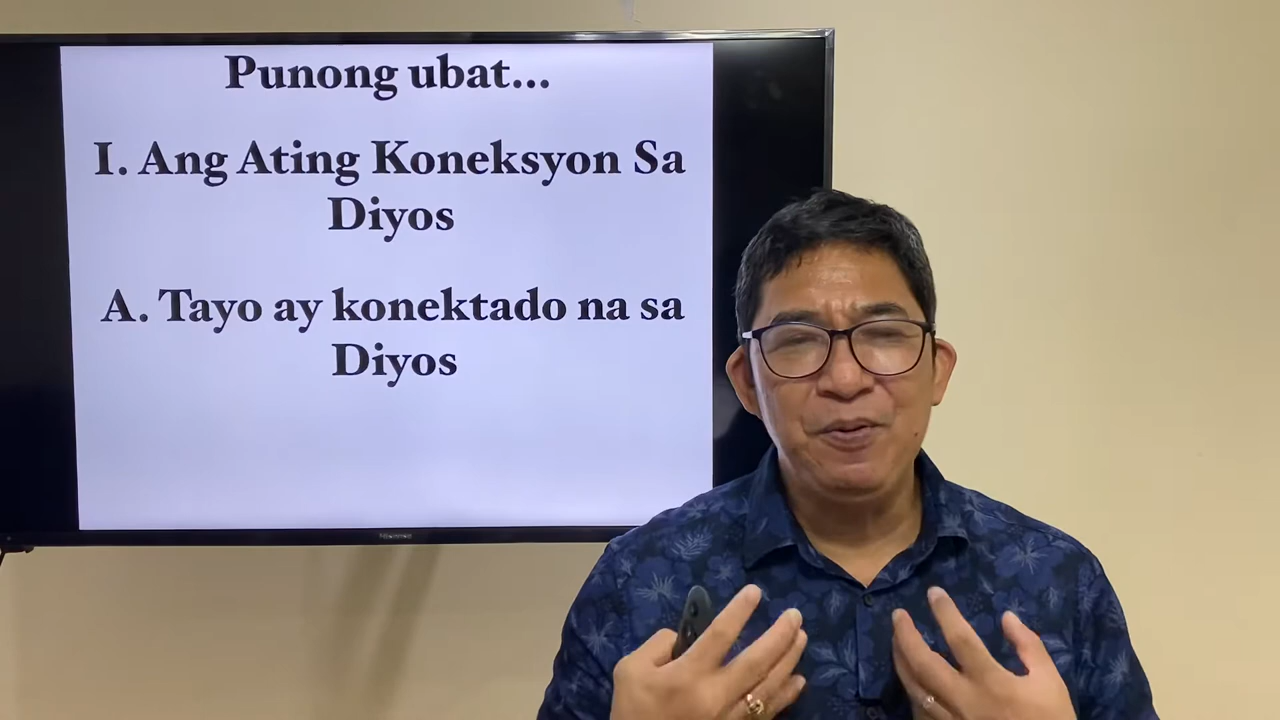 Punong ubat...
I. Ang Ating Koneksyon Sa
Diyos
A. Tayo ay konektado na sa
Diyos